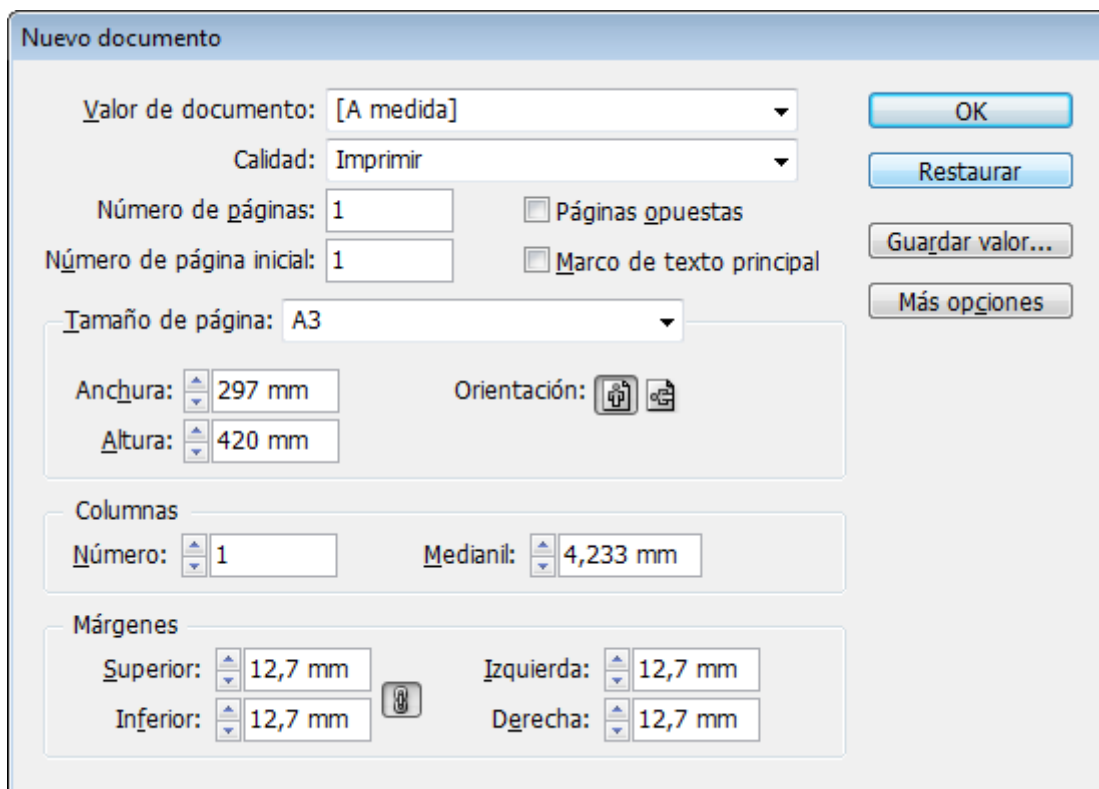 Nuevo documento
Valor de documento: [A medida] OK
Calidad: Imprimir Restaurar
Número de páginas: 1 Páginas opuestas
Guardar valor...
Número de página inicial: 1 Marco de texto principal
Más opciones
Tamaño de página: A3
Anchura: 297 mm Orientación:
Altura: 420 mm
Columnas
Número: 1 Medianil: 4,233 mm
Márgenes
Superior: 12,7 mm Izquierda: 12,7 mm
Inferior: 12,7 mm Derecha: 12,7 mm